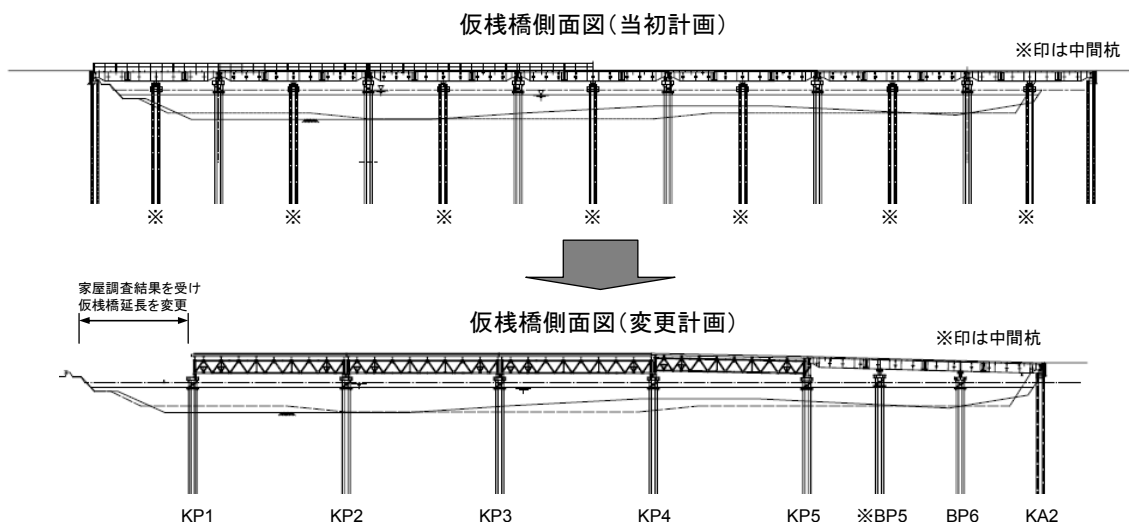 仮桟橋側面図(当初計画)
※印は中間杭
※ ※ ※ ※ ※ ※ ※
家屋調査結果を受け
仮桟橋延長を変更
仮桟橋側面図(変更計画)
※印は中間杭
KP1 KP2 KP3 KP4 KP5 ※BP5 BP6 KA2